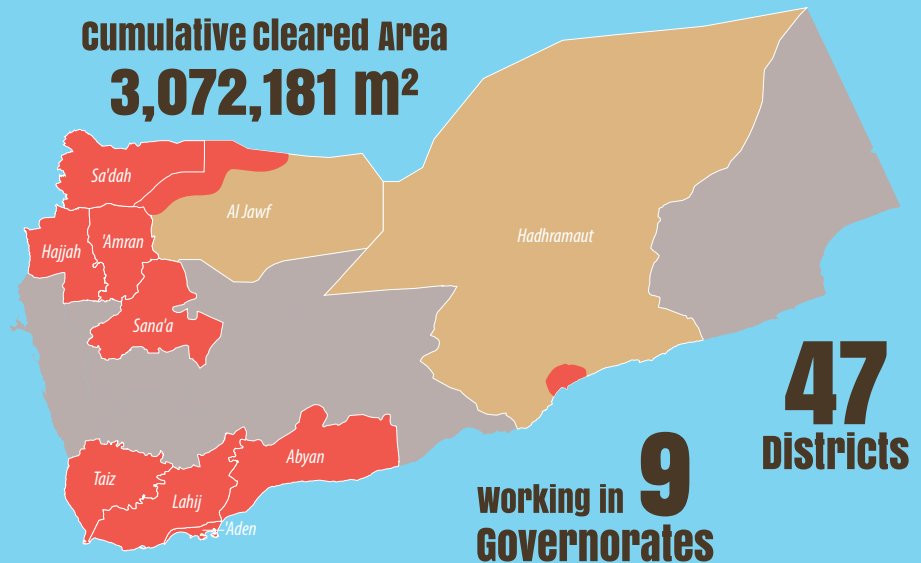 Cumulative Cleared Area
3,072,181 m²
Sa'dah
Al Jawf
Hajjah
'Amran
Hadhramaut
Sana'a
Taiz
Lahij
Abyan
'Aden
47
Districts
Working in 9
Governorates